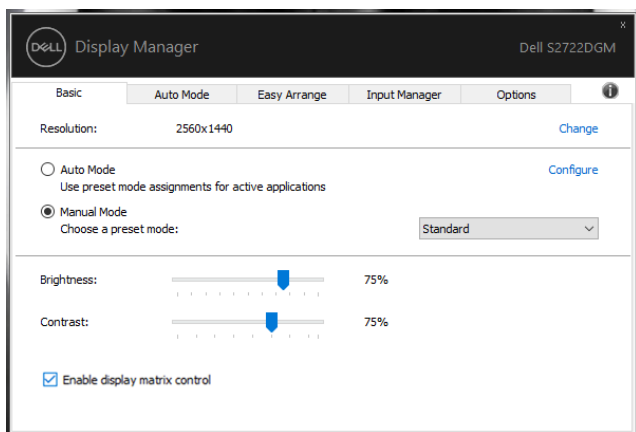 DELL Display Manager
Dell S2722DGM
x
Basic Auto Mode Easy Arrange Input Manager Options i
Resolution: 2560x1440 Change
Auto Mode Configure
Use preset mode assignments for active applications
Manual Mode
Choose a preset mode: Standard
Brightness: 75%
Contrast: 75%
Enable display matrix control